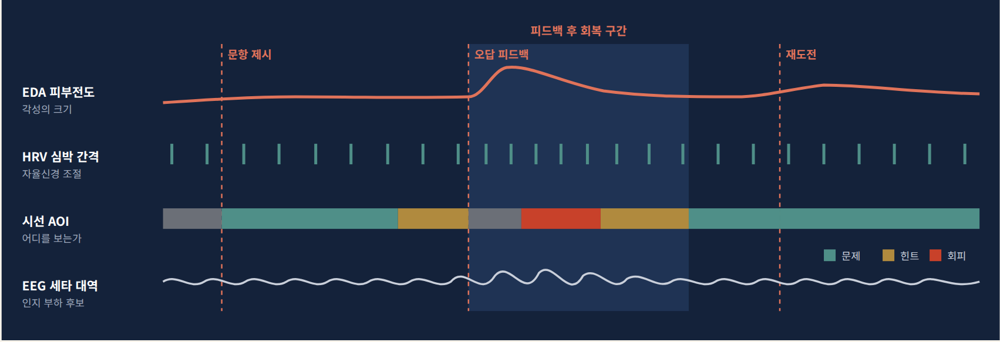 피드백 후 회복 구간
문항 제시
오답 피드백
재도전
EDA 피부전도
각성의 크기
HRV 심박 간격
자율신경 조절
시선 AOI
어디를 보는가
문제
힌트
회피
EEG 세타 대역
인지 부하 후보